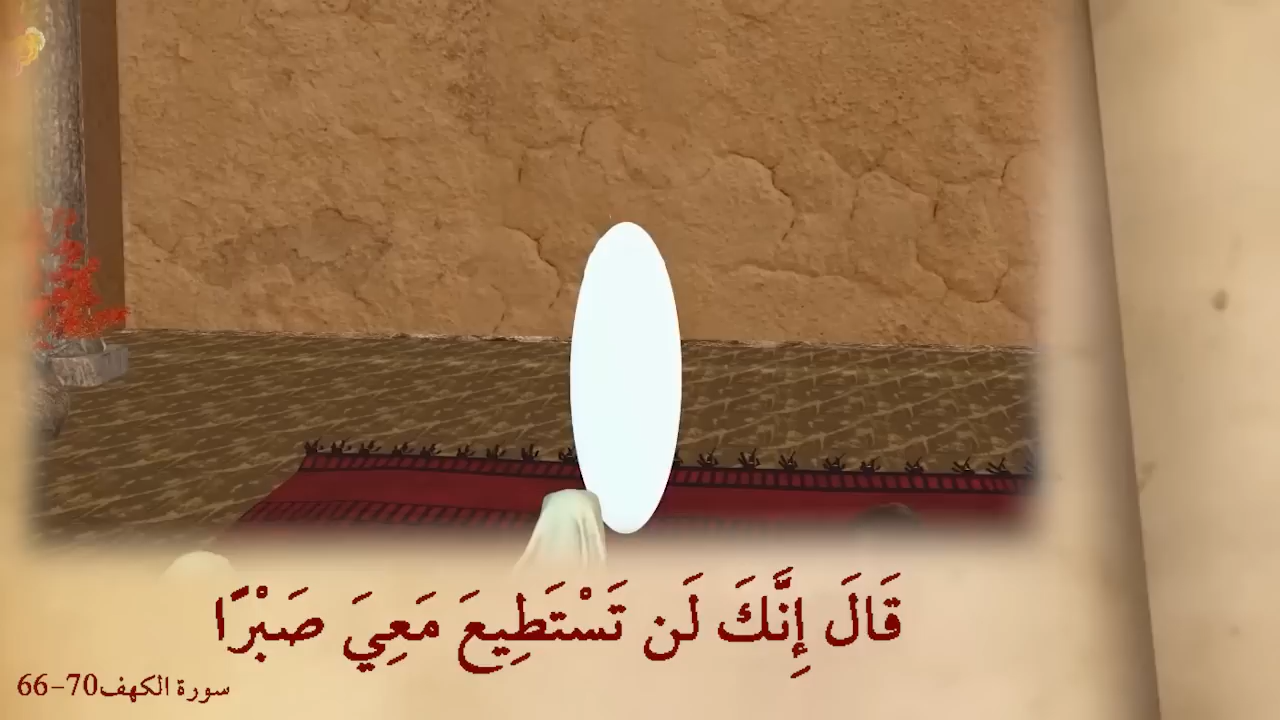 قَالَ إِنَّكَ لَن تَسْتَطِيعَ مَعِيَ صَبْرًا
سورة الكهف70-66